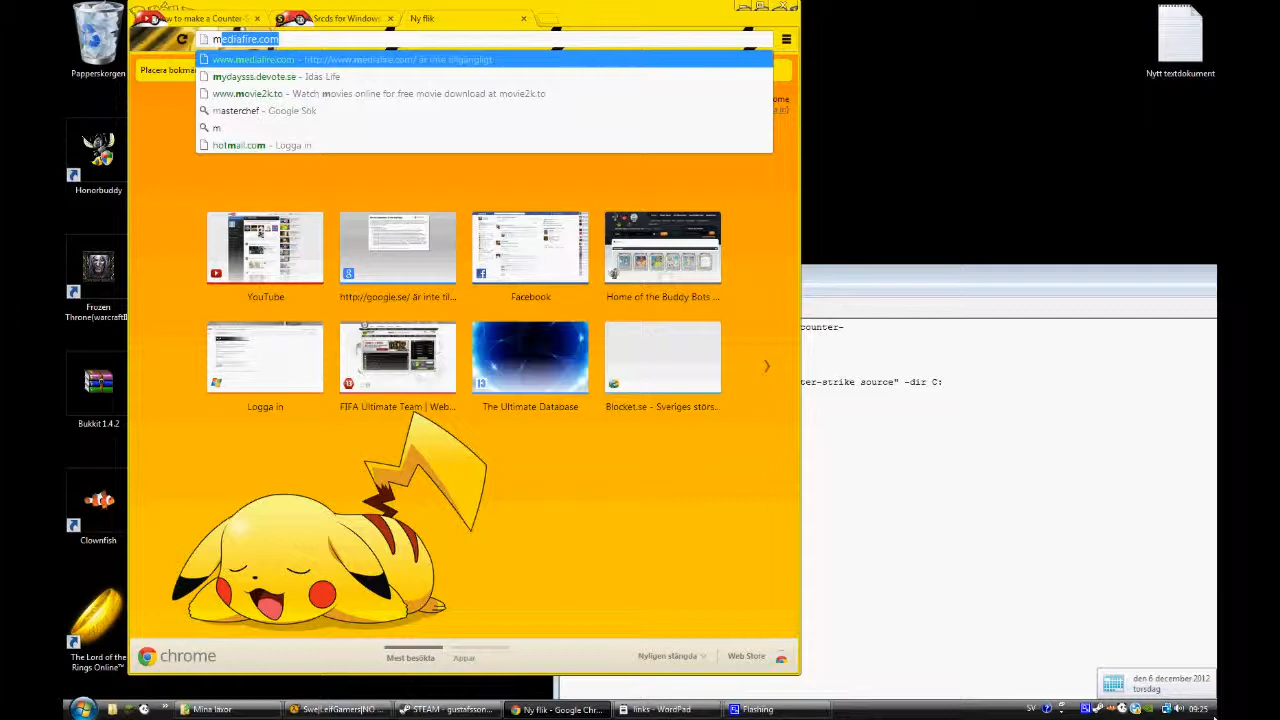 How to make a Counter-S
Srcds for Windows
Ny flik
mediafire.com
www.mediafire.com - http://www.mediafire.com/ är inte tillgängligt
mydaysss.devote.se - Idas Life
www.movie2k.to - Watch movies online for free movie download at movie2k.to
masterchef - Google Sök
m
hotmail.com - Logga in
Placera bokmär
Papperskorgen
Nytt textdokument
Honorbuddy
Frozen
Throne(warcraftII
Bukkit 1.4.2
Clownfish
The Lord of the
Rings Online™
YouTube
http://google.se/ är inte til...
Facebook
Home of the Buddy Bots ...
Logga in
FIFA Ultimate Team | Web...
The Ultimate Database
Blocket.se - Sveriges störs...
counter-
ter-strike source" -dir C:
chrome
Mest besökta
Appar
Nyligen stängda
Web Store
den 6 december 2012
torsdag
Mina läxor
Swe|LeifGamers|NO ...
STEAM - gustafsson...
Ny flik - Google Chro...
links - WordPad
Flashing
SV
09:25